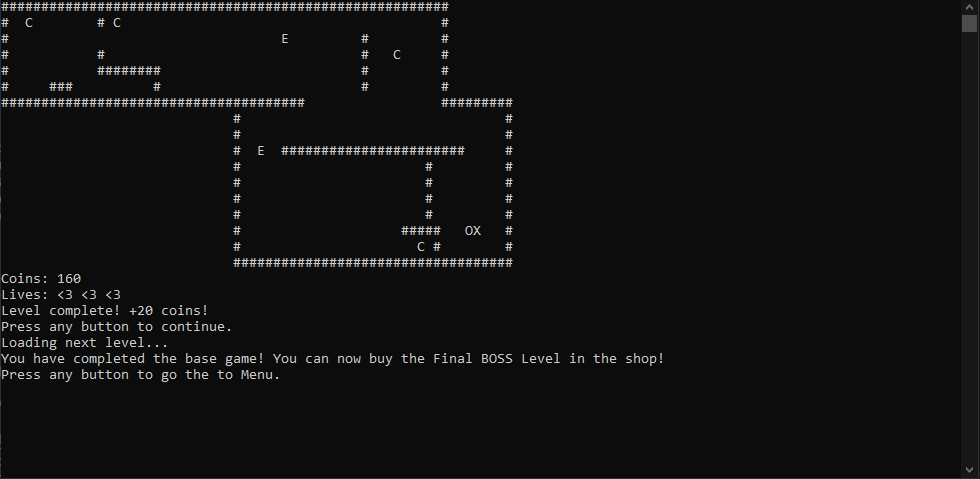 ########################################################
#  C        # C                                        #
#                                  E         #         #
#           #                                #   C     #
#           ########                         #         #
#     ###          #                         #         #
######################################                 #########
                             #                                 #
                             #                                 #
                             #  E  #######################     #
                             #                       #         #
                             #                       #         #
                             #                       #         #
                             #                       #         #
                             #                    #####   OX   #
                             #                      C #        #
                             ###################################
Coins: 160
Lives: <3 <3 <3
Level complete! +20 coins!
Press any button to continue.
Loading next level...
You have completed the base game! You can now buy the Final BOSS Level in the shop!
Press any button to go the to Menu.